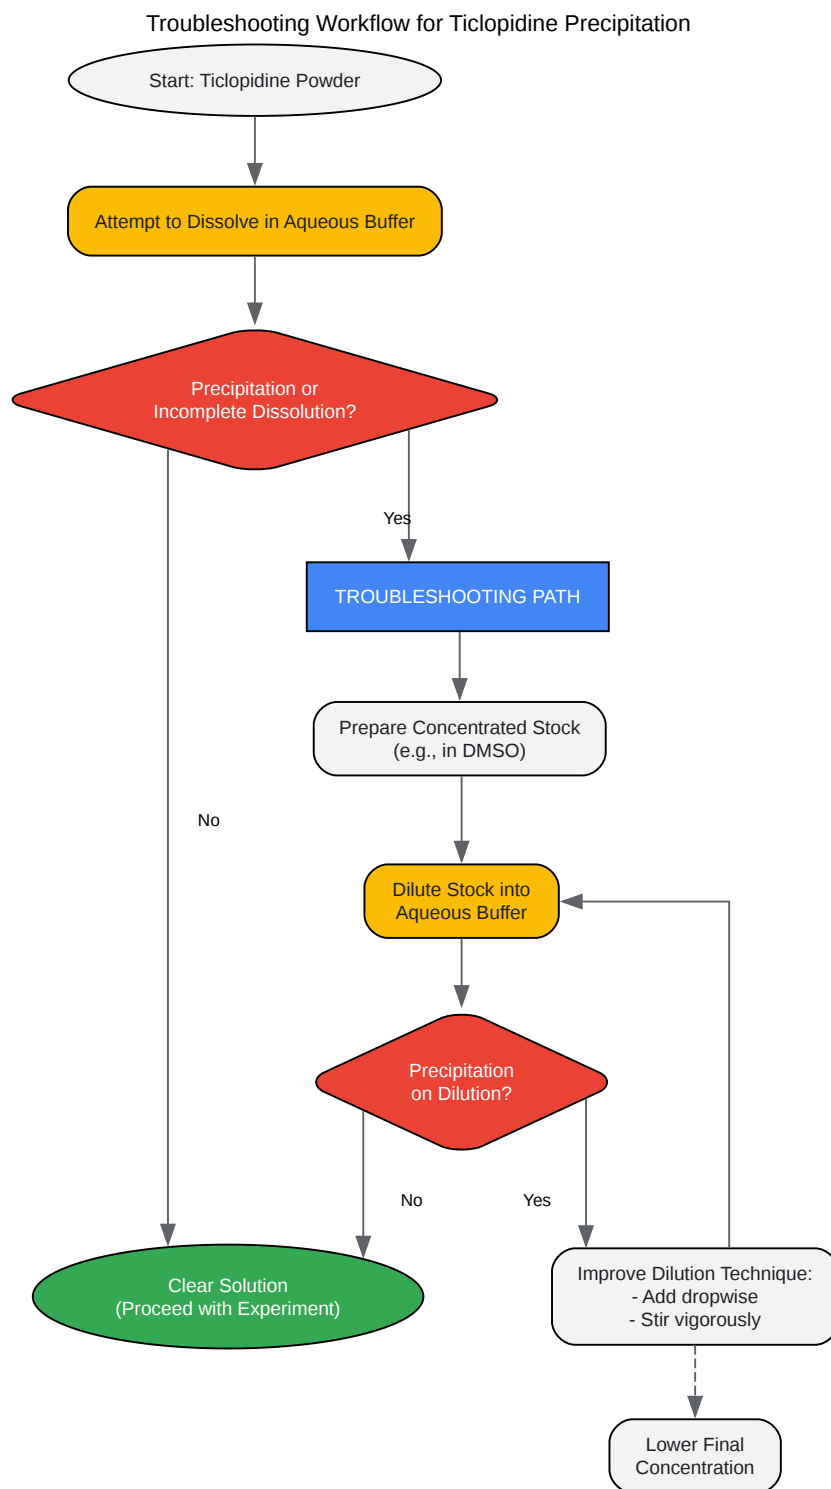 Troubleshooting Workflow for Ticlopidine Precipitation
Start: Ticlopidine Powder
Attempt to Dissolve in Aqueous Buffer
Precipitation or
Incomplete Dissolution?
Yes
TROUBLESHOOTING PATH
Prepare Concentrated Stock
(e.g., in DMSO)
No
Dilute Stock into
Aqueous Buffer
Precipitation
on Dilution?
No
Yes
Clear Solution
(Proceed with Experiment)
Improve Dilution Technique:
- Add dropwise
- Stir vigorously
Lower Final
Concentration